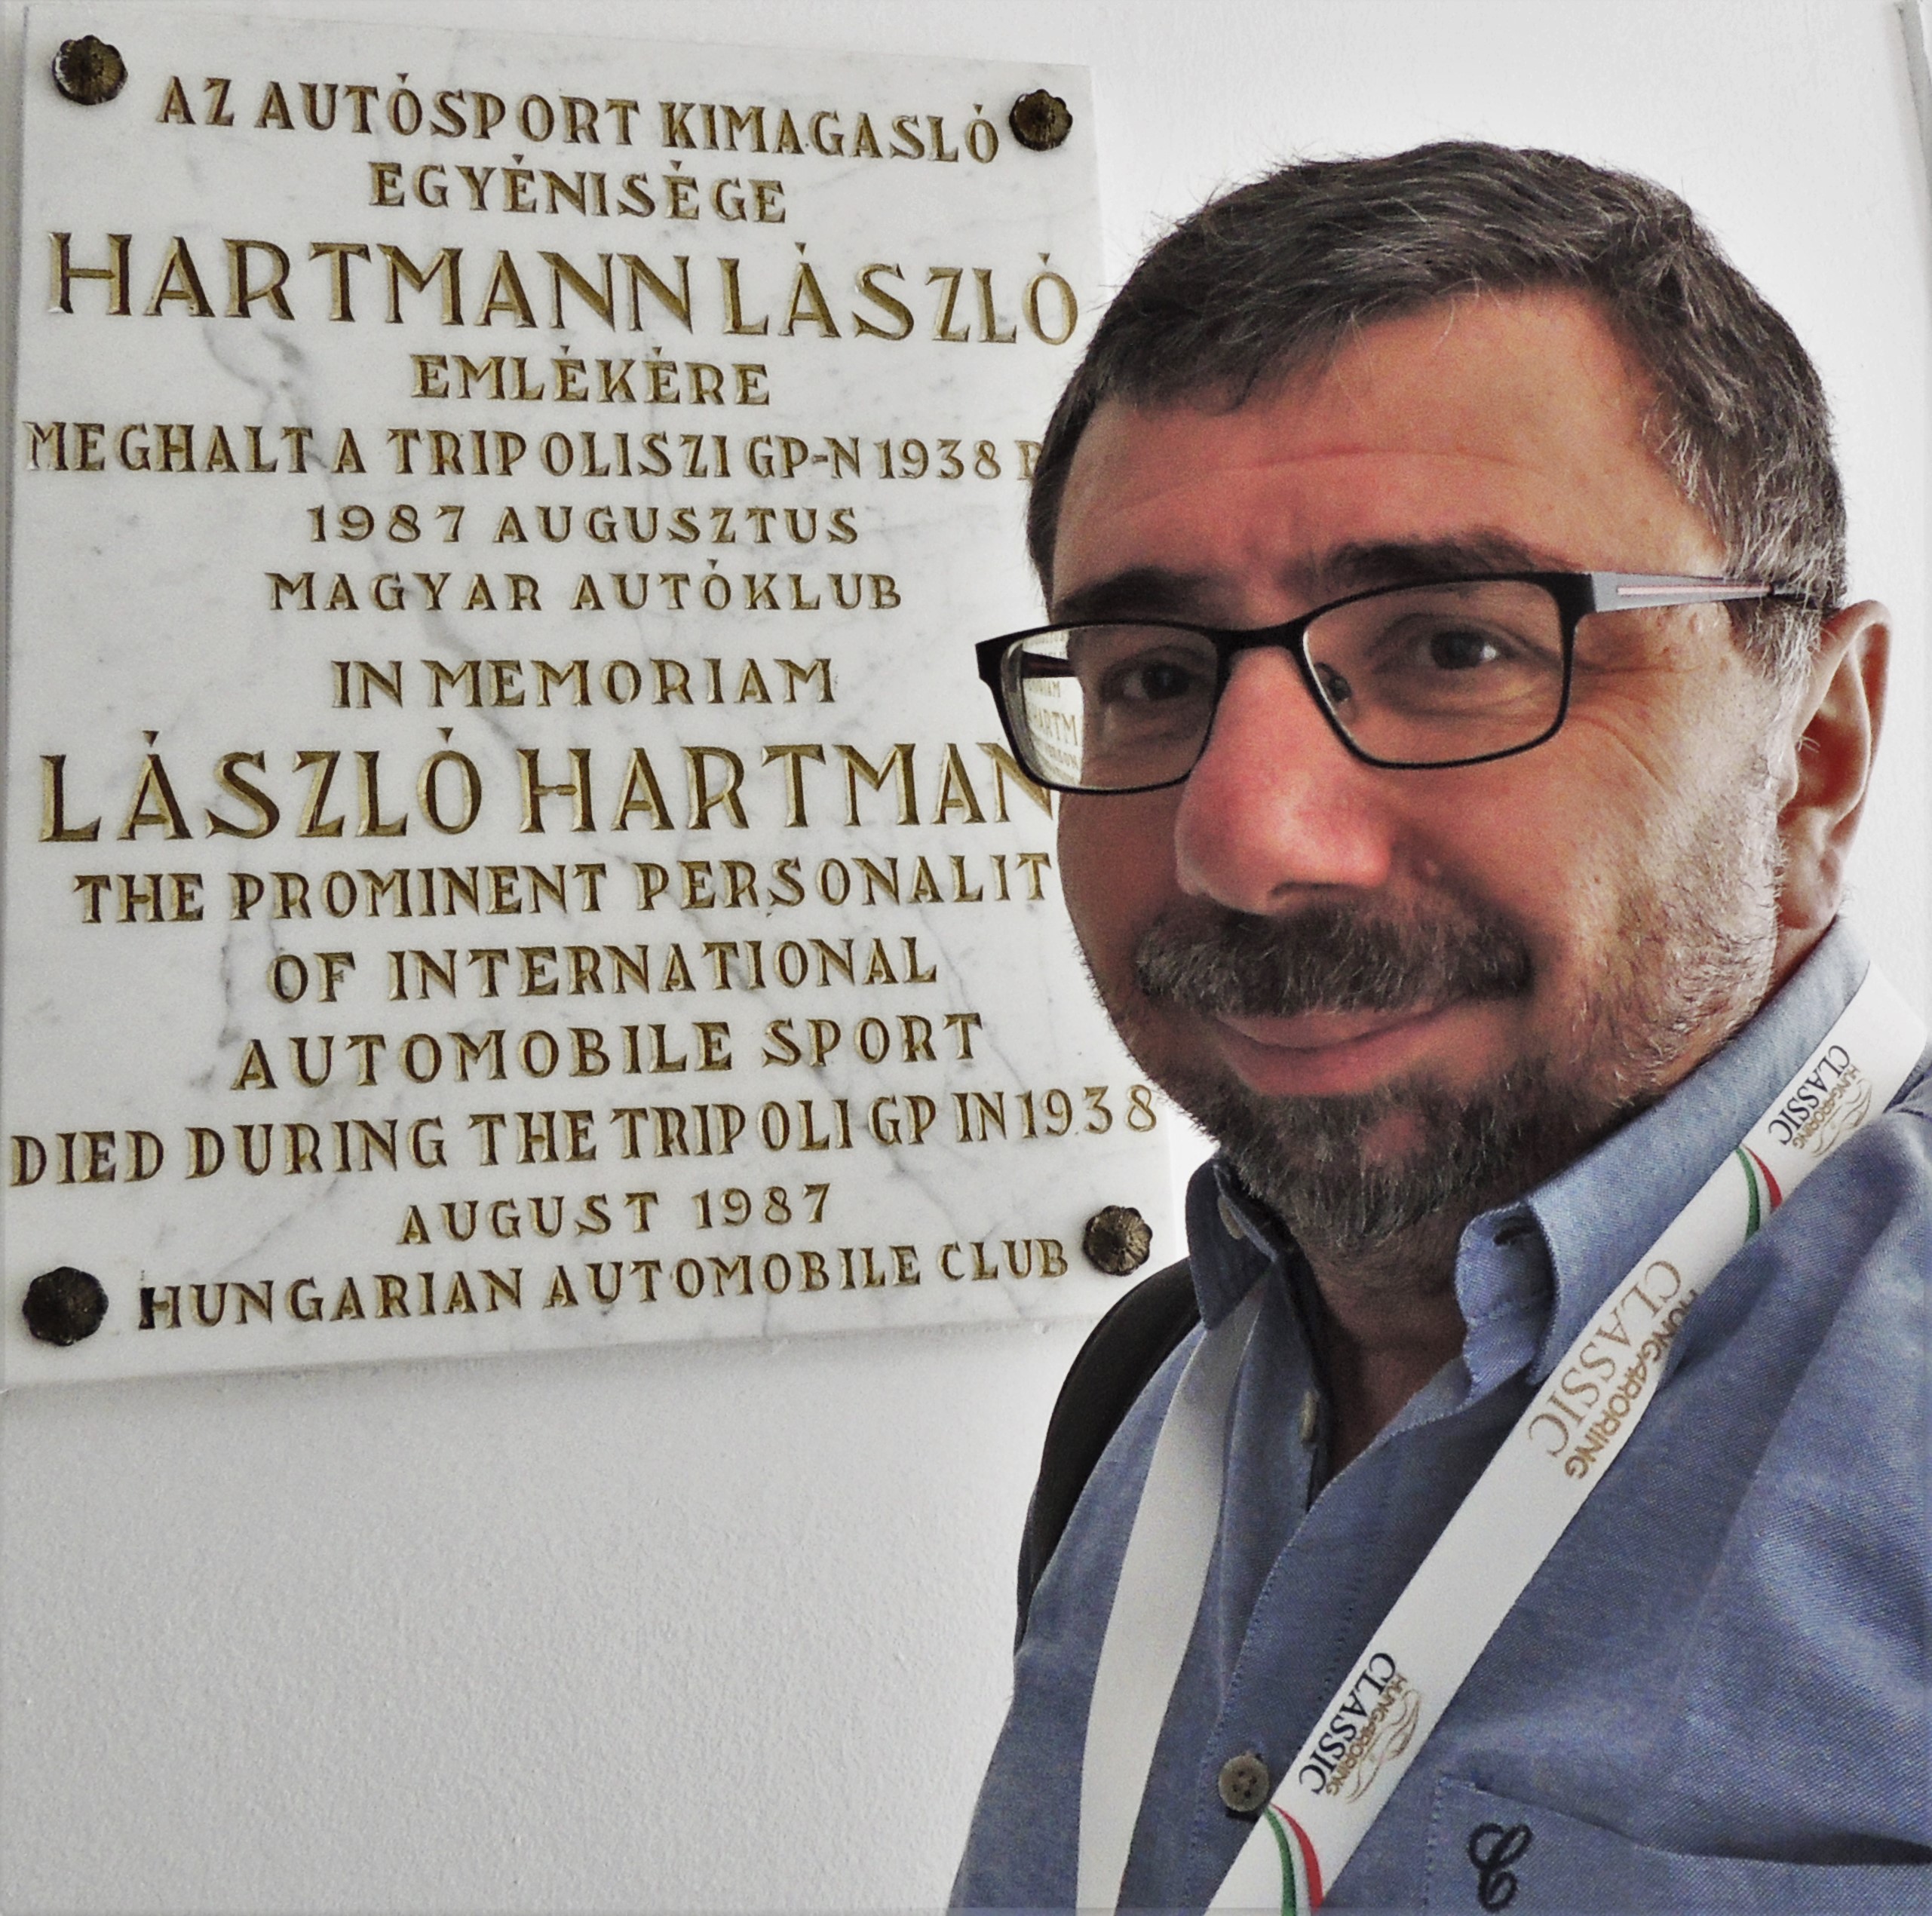 AZ AUTÓSPORT KIMAGASLÓ
EGYÉNISÉGE
HARTMANN LÁSZLÓ
EMLÉKÉRE
MEGHALT A TRIPOLISZI GP-N 1938
1987 AUGUSZTUS
MAGYAR AUTÓKLUB
IN MEMORIAM
LÁSZLÓ HARTMAN
THE PROMINENT PERSONALIT
OF INTERNATIONAL
AUTOMOBILE SPORT
DIED DURING THE TRIPOLI GP IN 1938
AUGUST 1987
HUNGARIAN AUTOMOBILE CLUB
HUNGARORING
CLASSIC
HUNGARORING
CLASSIC
HUNGARORING
CLASSIC